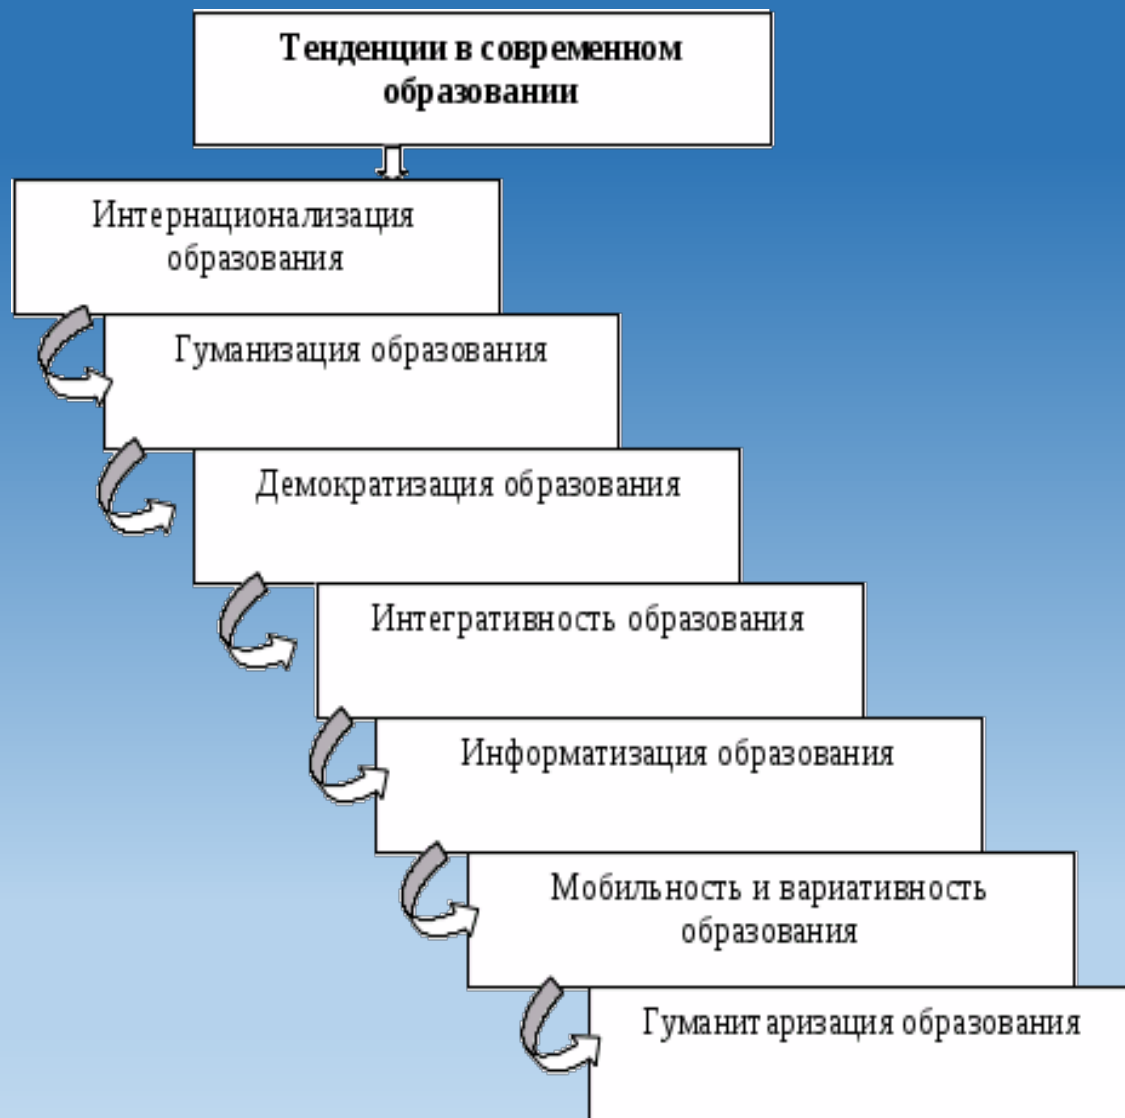 Тенденции в современном
образовании
Интернационализация
образования
Гуманизация образования
Демократизация образования
Интегративность образования
Информатизация образования
Мобильность и вариативность
образования
Гуманитаризация образования